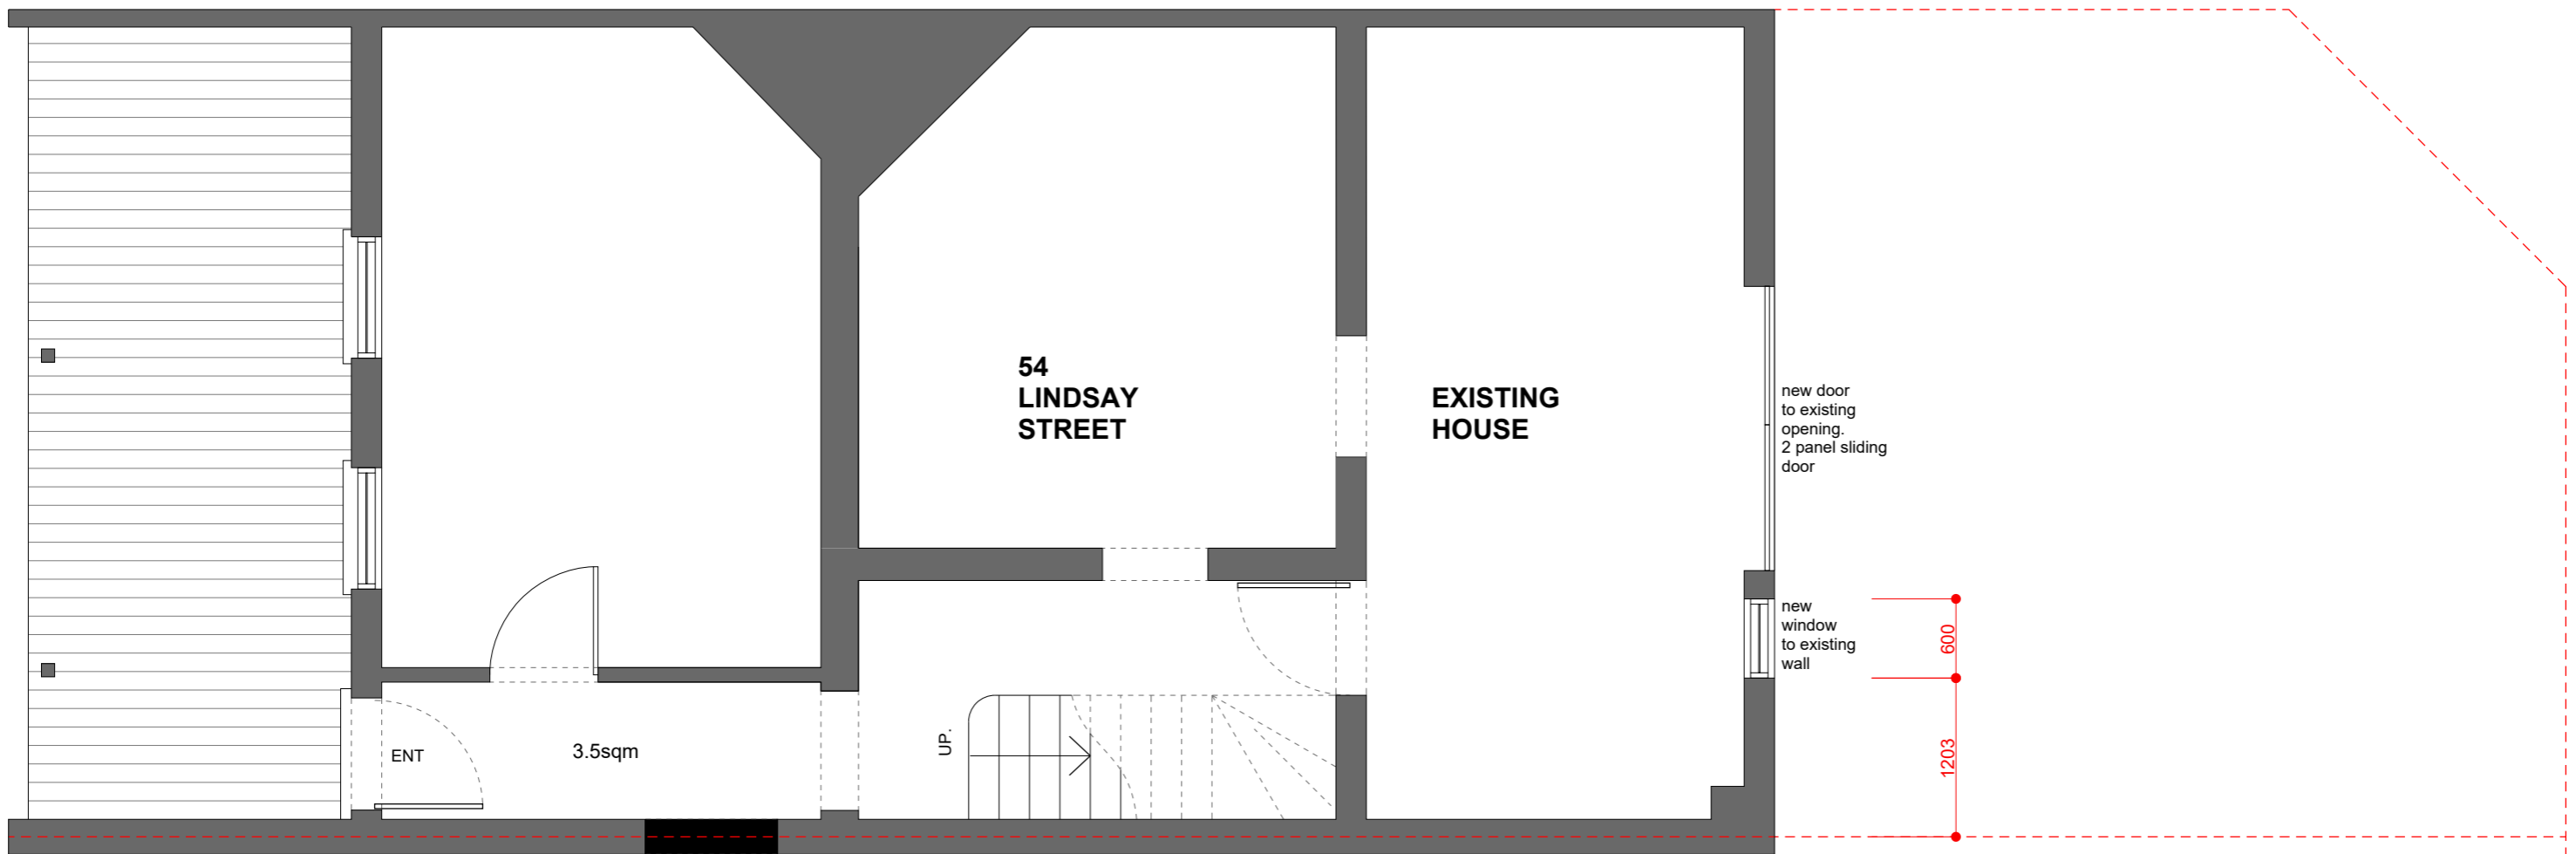 54
LINDSAY
STREET
EXISTING
HOUSE
new door
to existing
opening.
2 panel sliding
door
new
window
to existing
wall
600
1203
ENT
3.5sqm
UP.